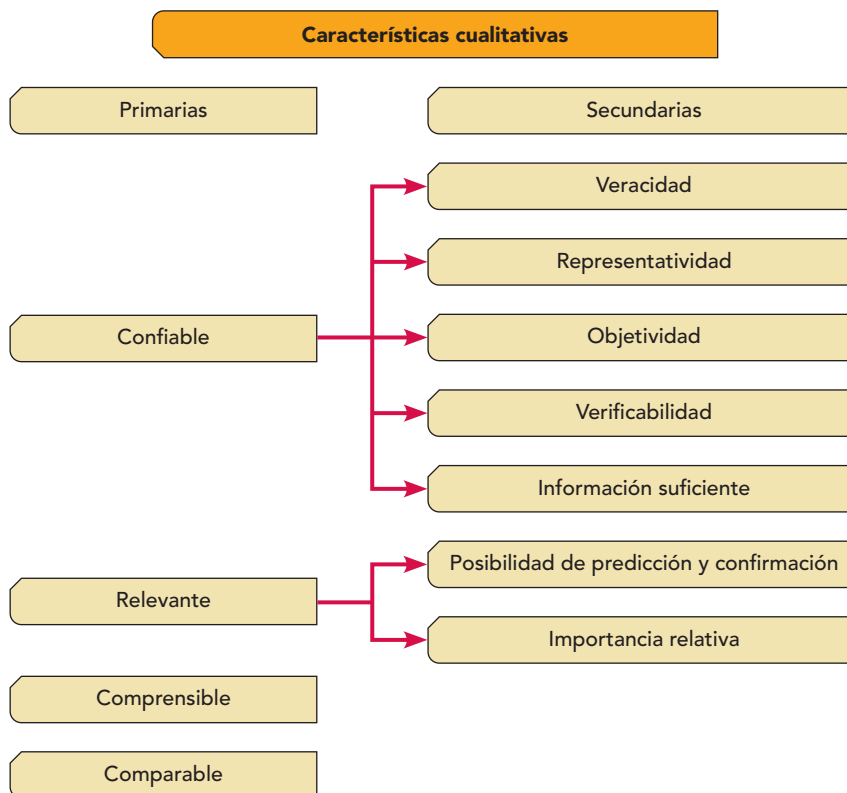 Características cualitativas
Primarias
Secundarias
Veracidad
Representatividad
Confiable
Objetividad
Verificabilidad
Información suficiente
Posibilidad de predicción y confirmación
Relevante
Importancia relativa
Comprensible
Comparable